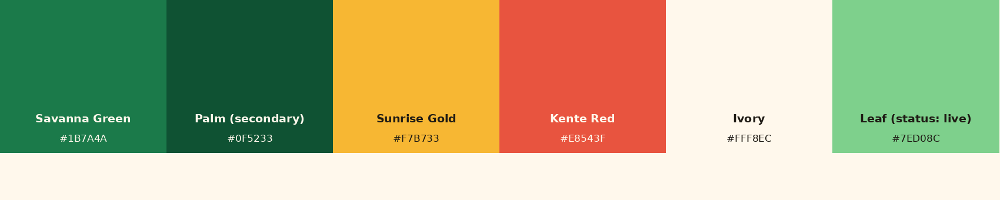 Savanna Green
#1B7A4A
Palm (secondary)
#0F5233
Sunrise Gold
#F7B733
Kente Red
#E8543F
Ivory
#FFF8EC
Leaf (status: live)
#7ED08C